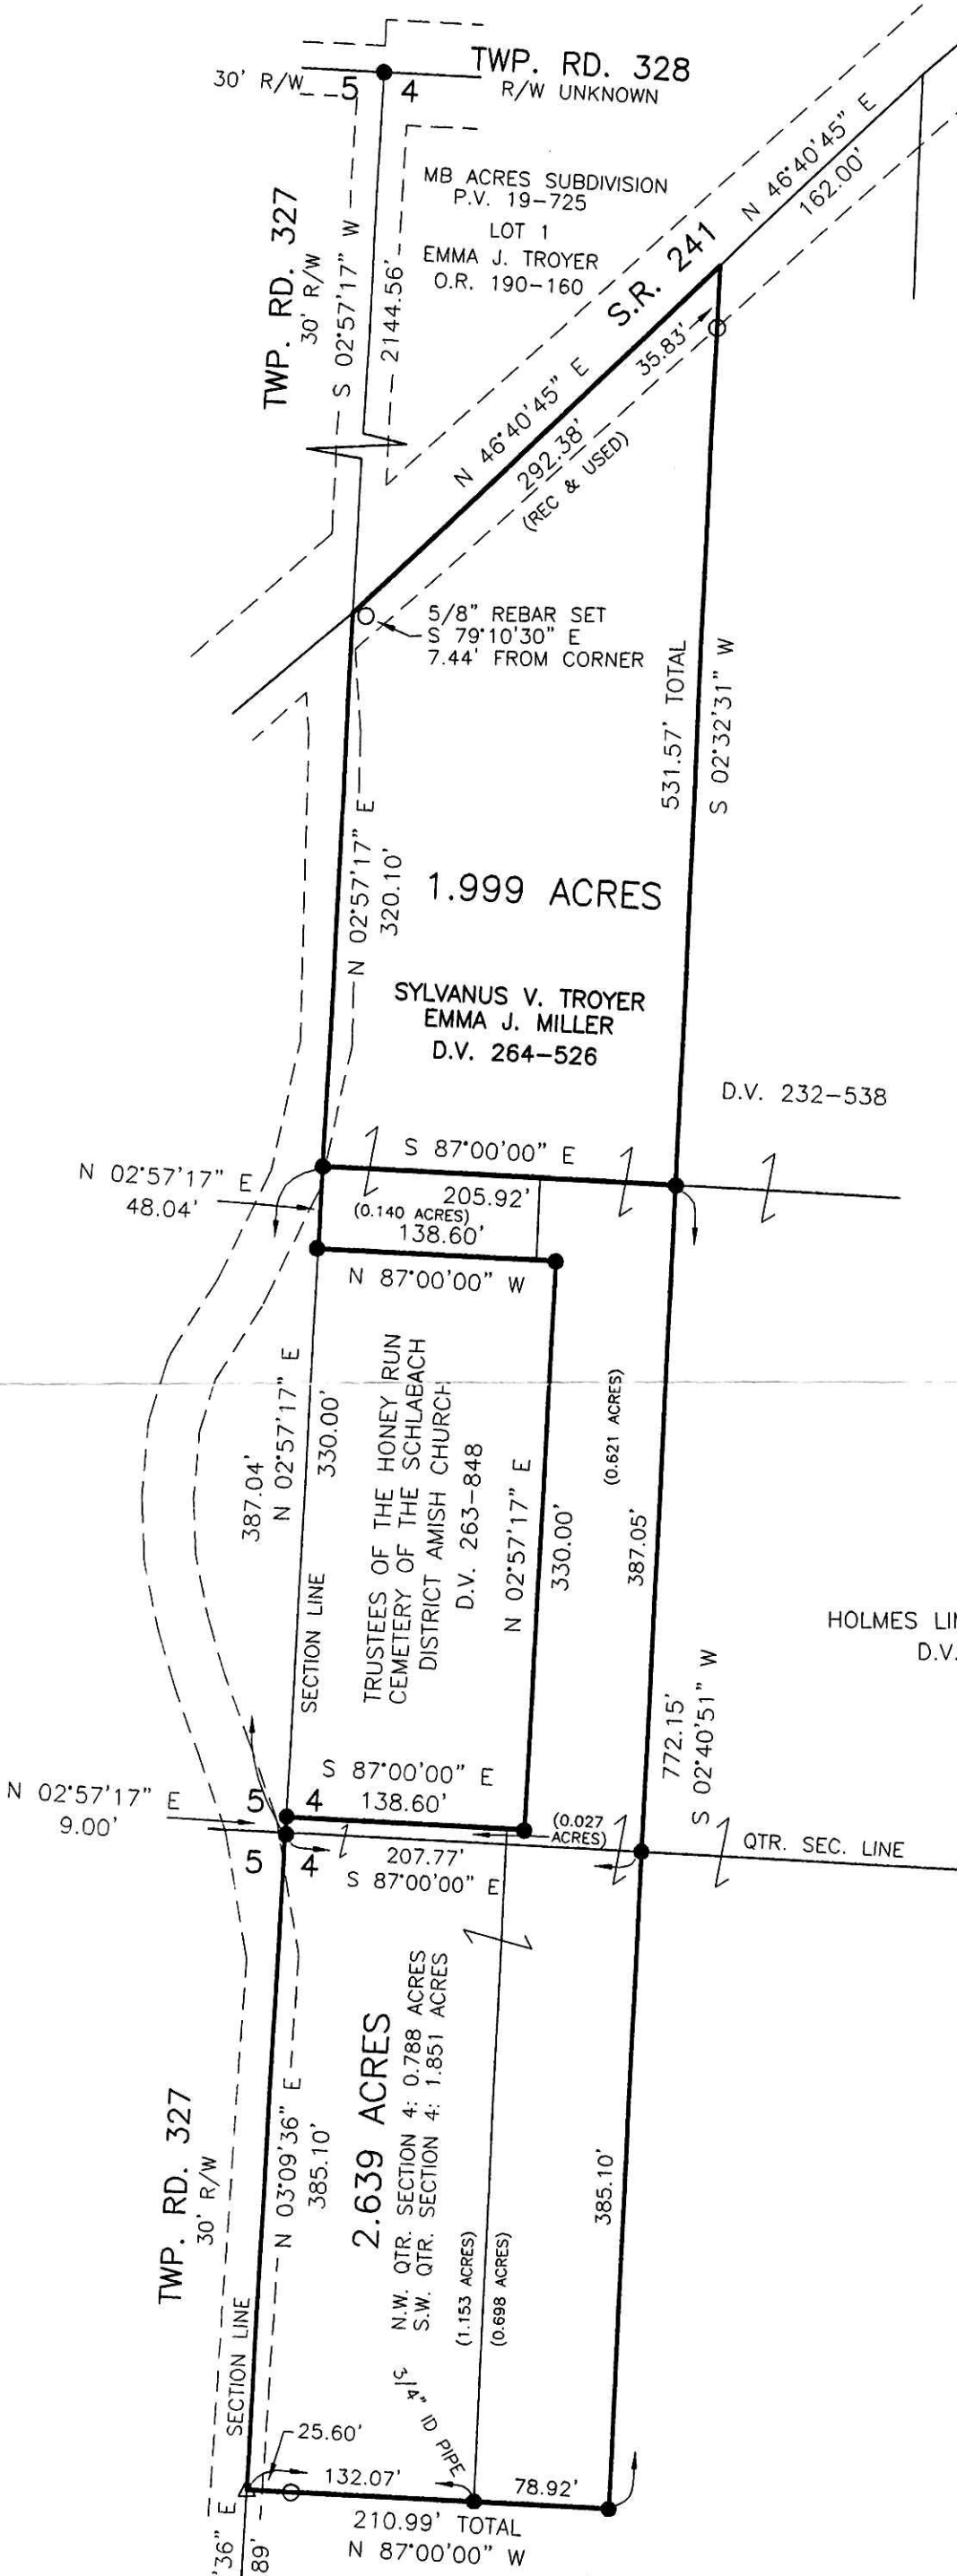 TWP. RD. 328
R/W UNKNOWN
30' R/W
5
4
MB ACRES SUBDIVISION
P.V. 19-725
LOT 1
EMMA J. TROYER
O.R. 190-160
TWP. RD. 327
30' R/W
S 02°57'17" W
2144.56'
N 46°40'45" E
162.00'
S.R. 241
35.83'
N 46°40'45" E
292.38'
(REC & USED)
5/8" REBAR SET
S 79°10'30" E
7.44' FROM CORNER
531.57' TOTAL
S 02°32'31" W
N 02°57'17" E
320.10'
1.999 ACRES
SYLVANUS V. TROYER
EMMA J. MILLER
D.V. 264-526
D.V. 232-538
S 87°00'00" E
205.92'
N 02°57'17" E
48.04'
(0.140 ACRES)
138.60'
N 87°00'00" W
387.04'
N 02°57'17" E
330.00'
SECTION LINE
TRUSTEES OF THE HONEY RUN
CEMETERY OF THE SCHLABACH
DISTRICT AMISH CHURCH
D.V. 263-848
N 02°57'17" E
330.00'
(0.621 ACRES)
387.05'
HOLMES LI
D.V.
772.15'
S 02°40'51" W
N 02°57'17" E
9.00'
5
4
S 87°00'00" E
138.60'
(0.027
ACRES)
QTR. SEC. LINE
5
4
207.77'
S 87°00'00" E
2.639 ACRES
N.W. QTR. SECTION 4: 0.788 ACRES
S.W. QTR. SECTION 4: 1.851 ACRES
N 03°09'36" E
385.10'
TWP. RD. 327
30' R/W
(1.153 ACRES)
(0.698 ACRES)
385.10'
SECTION LINE
3/4" ID PIPE
25.60'
132.07'
78.92'
210.99' TOTAL
N 87°00'00" W
'36" E
89'